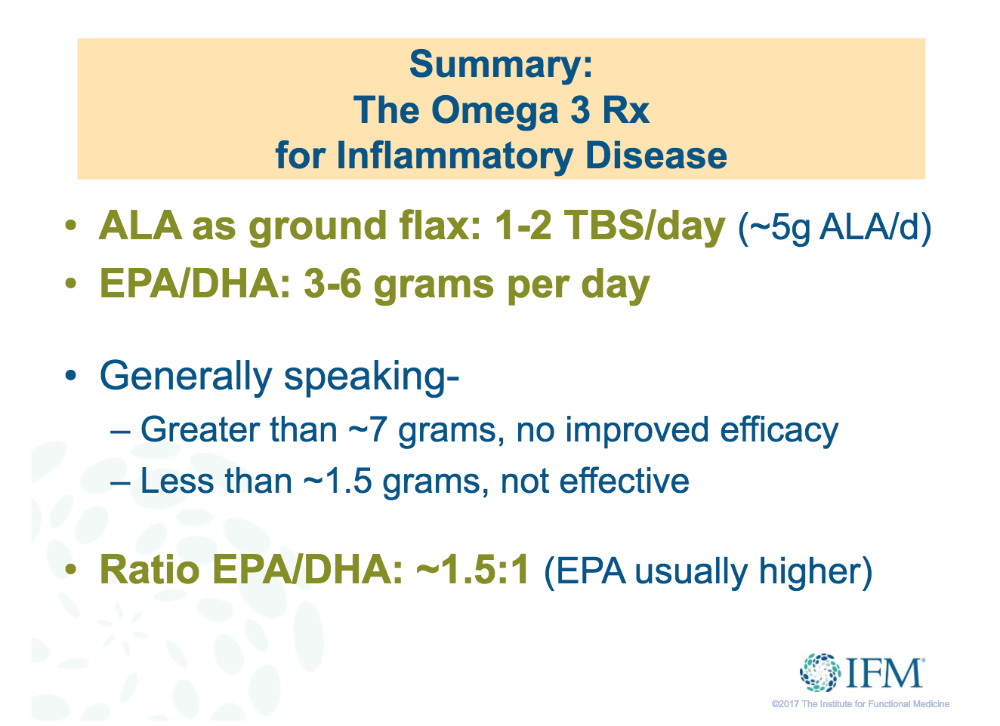 Summary:
The Omega 3 Rx
for Inflammatory Disease
• ALA as ground flax: 1-2 TBS/day (~5g ALA/d)
• EPA/DHA: 3-6 grams per day
• Generally speaking-
– Greater than ~7 grams, no improved efficacy
– Less than ~1.5 grams, not effective
• Ratio EPA/DHA: ~1.5:1 (EPA usually higher)
IFM®
©2017 The Institute for Functional Medicine